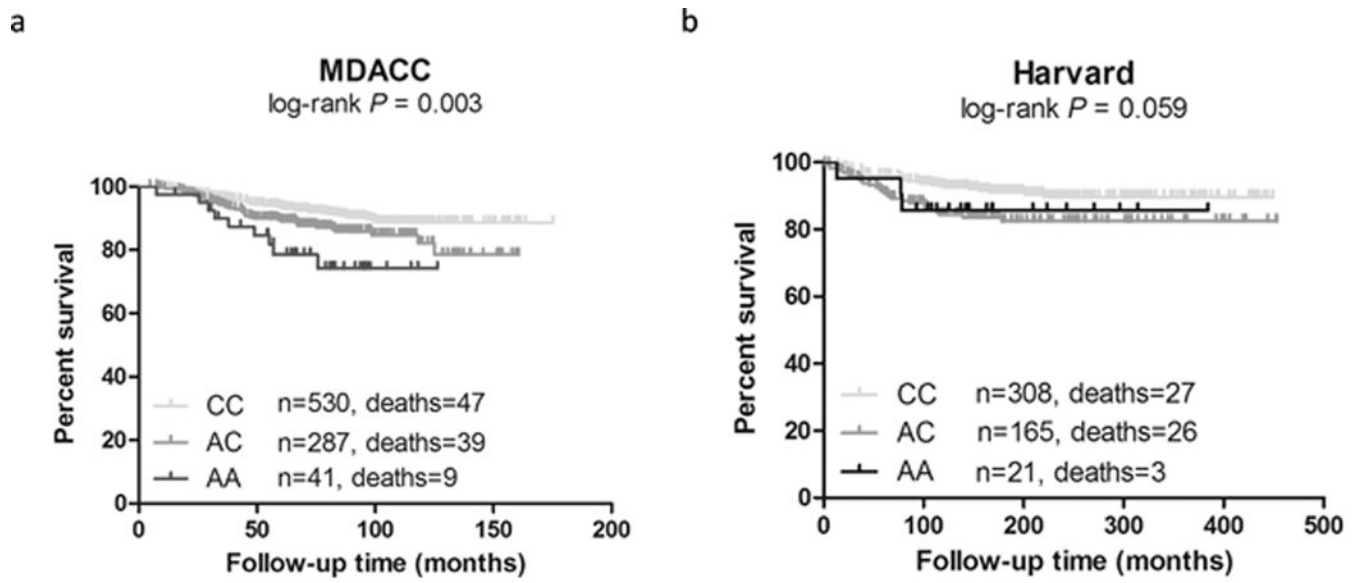 a
MDACC
log-rank P = 0.003
Percent survival
100
80
60
40
20
0
CC n=530, deaths=47
AC n=287, deaths=39
AA n=41, deaths=9
0 50 100 150 200
Follow-up time (months)
b
Harvard
log-rank P = 0.059
Percent survival
100
80
60
40
20
0
CC n=308, deaths=27
AC n=165, deaths=26
AA n=21, deaths=3
0 100 200 300 400 500
Follow-up time (months)